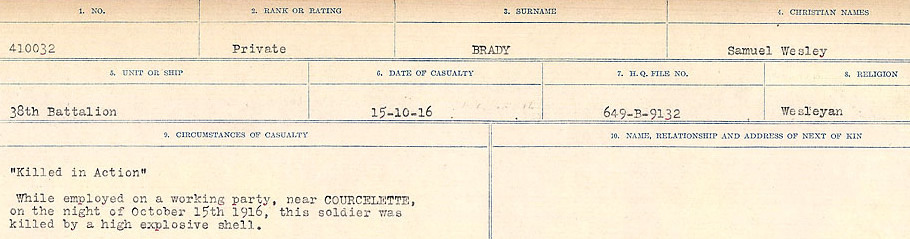 1. NO. 2. RANK OR RATING 3. SURNAME 4. CHRISTIAN NAMES
410032 Private BRADY Samuel Wesley
5. UNIT OR SHIP 6. DATE OF CASUALTY 7. H.Q. FILE NO. 8. RELIGION
38th Battalion 15-10-16 649-B-9132 Wesleyan
9. CIRCUMSTANCES OF CASUALTY 10. NAME, RELATIONSHIP AND ADDRESS OF NEXT OF KIN
"Killed in Action"
While employed on a working party, near COURCELETTE,
on the night of October 15th 1916, this soldier was
killed by a high explosive shell.